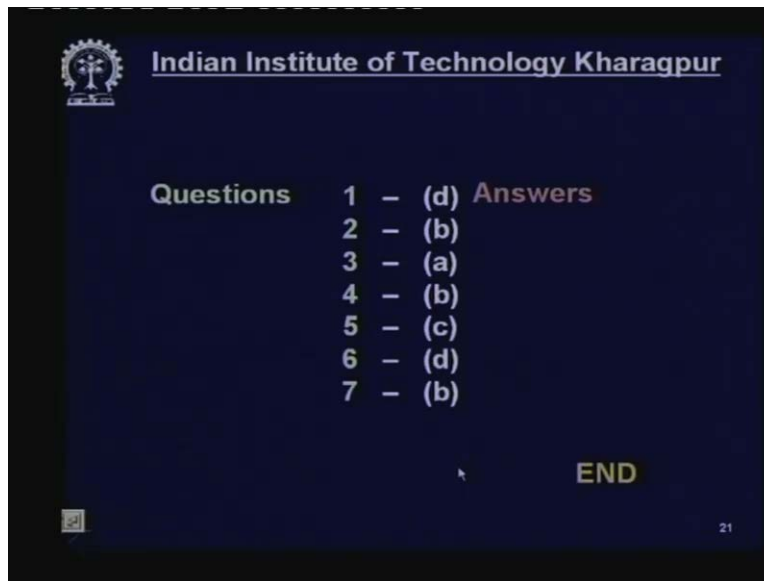 Indian Institute of Technology Kharagpur
Questions 1 – (d) Answers
2 – (b)
3 – (a)
4 – (b)
5 – (c)
6 – (d)
7 – (b)
END
21